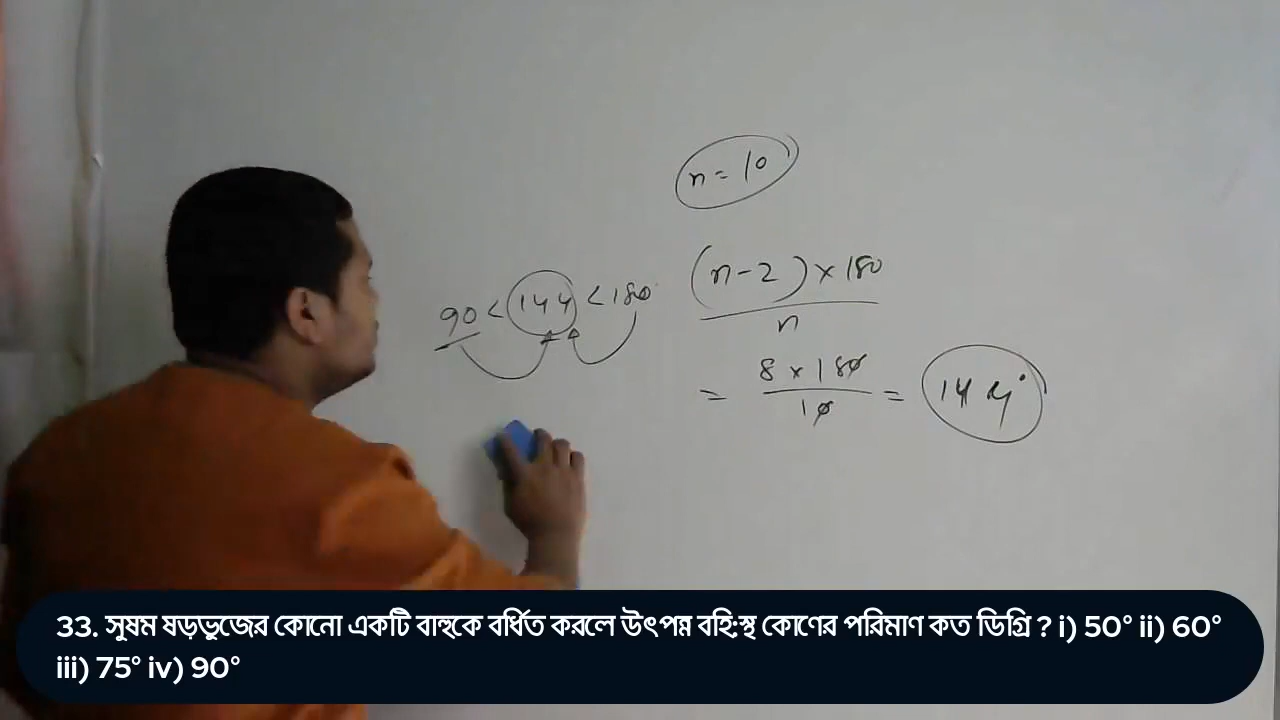 n = 10
90 < 144 < 180
(n-2) × 180
n
= 8 × 180 = 144°
10
33. সুষম ষড়ভুজের কোনো একটি বাহুকে বর্ধিত করলে উৎপন্ন বহি:স্থ কোণের পরিমাণ কত ডিগ্রি ? i) 50° ii) 60°
iii) 75° iv) 90°